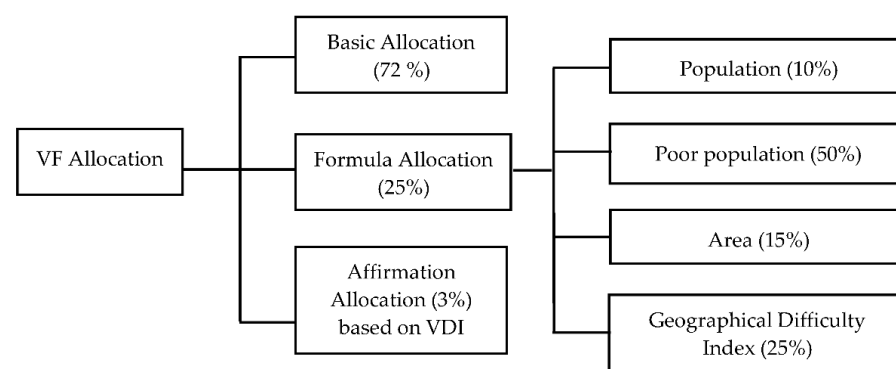 VF Allocation
Basic Allocation
(72 %)
Formula Allocation
(25%)
Affirmation
Allocation (3%)
based on VDI
Population (10%)
Poor population (50%)
Area (15%)
Geographical Difficulty
Index (25%)